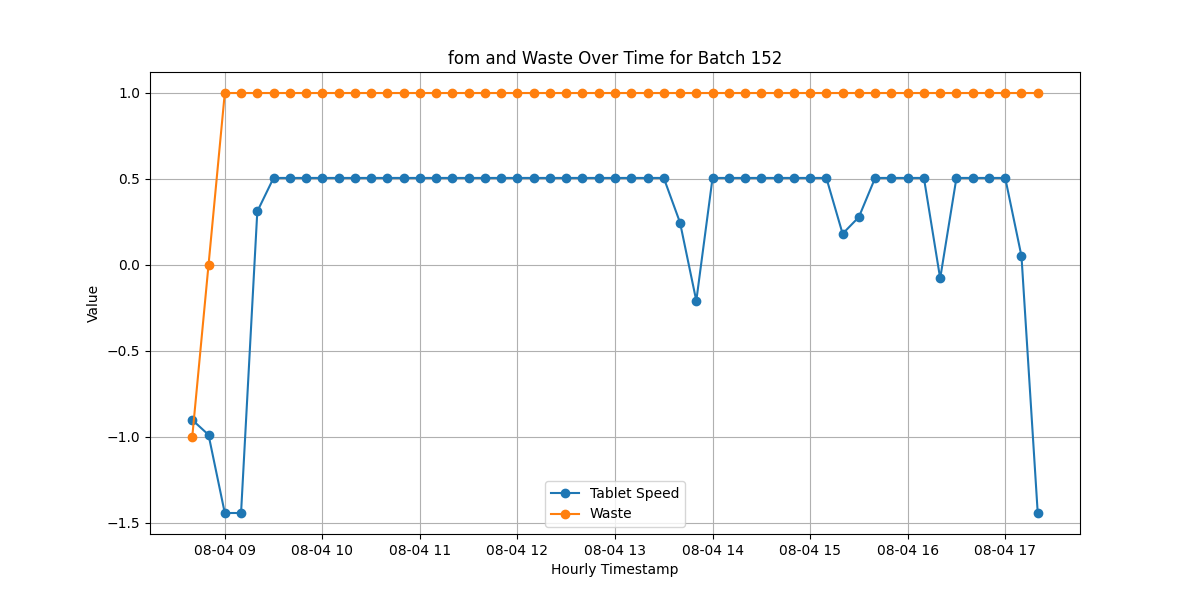 fom and Waste Over Time for Batch 152
Value
1.0
0.5
0.0
−0.5
−1.0
−1.5
Tablet Speed
Waste
08-04 09 08-04 10 08-04 11 08-04 12 08-04 13 08-04 14 08-04 15 08-04 16 08-04 17
Hourly Timestamp